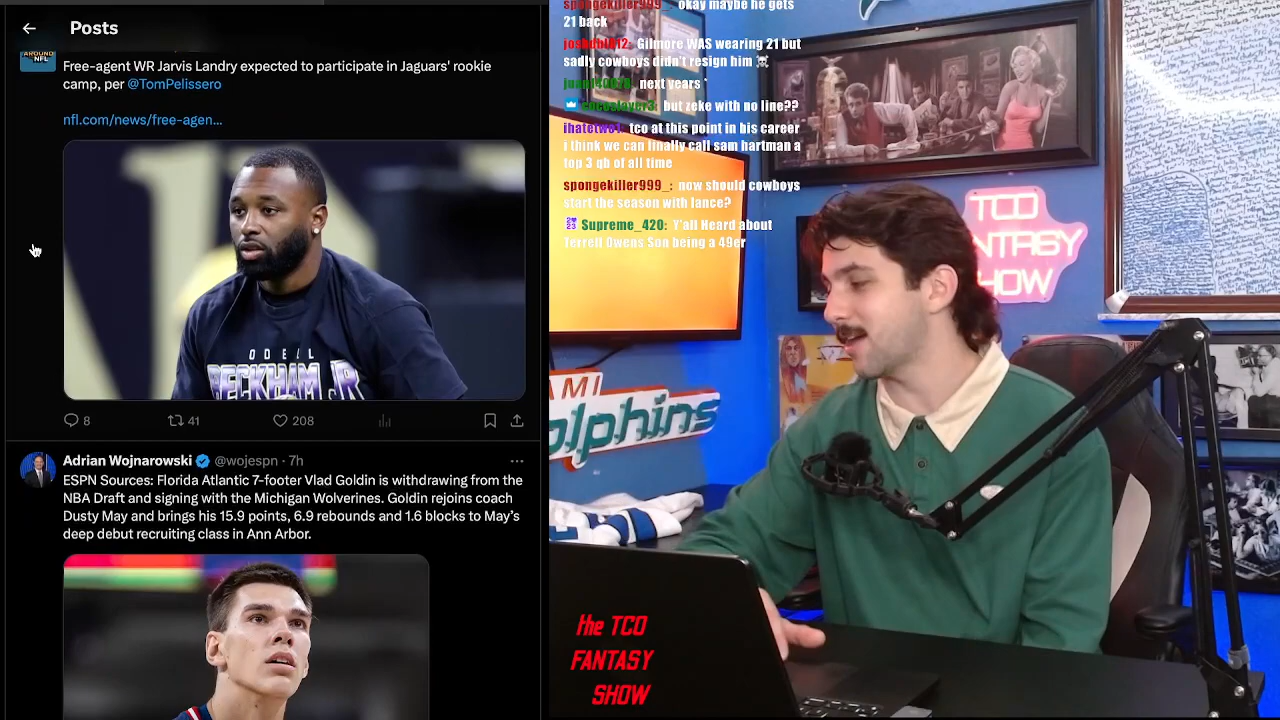 Posts
AROUND
NFL
Free-agent WR Jarvis Landry expected to participate in Jaguars' rookie
camp, per @TomPelissero
nfl.com/news/free-agen...
ODELL
BECKHAM JR
8
41
208
Adrian Wojnarowski @wojespn · 7h
ESPN Sources: Florida Atlantic 7-footer Vlad Goldin is withdrawing from the
NBA Draft and signing with the Michigan Wolverines. Goldin rejoins coach
Dusty May and brings his 15.9 points, 6.9 rebounds and 1.6 blocks to May's
deep debut recruiting class in Ann Arbor.
spongekiller999_: okay maybe he gets
21 back
Gilmore WAS wearing 21 but
sadly cowboys didn't resign him ☠
next years *
but zeke with no line??
tco at this point in his career
i think we can finally call sam hartman a
top 3 qb of all time
spongekiller999_: now should cowboys
start the season with lance?
Supreme_420: Y'all Heard about
Terrell Owens Son being a 49er
TCO
FANTASY
SHOW
AMI
olphins
the TCO
FANTASY
SHOW